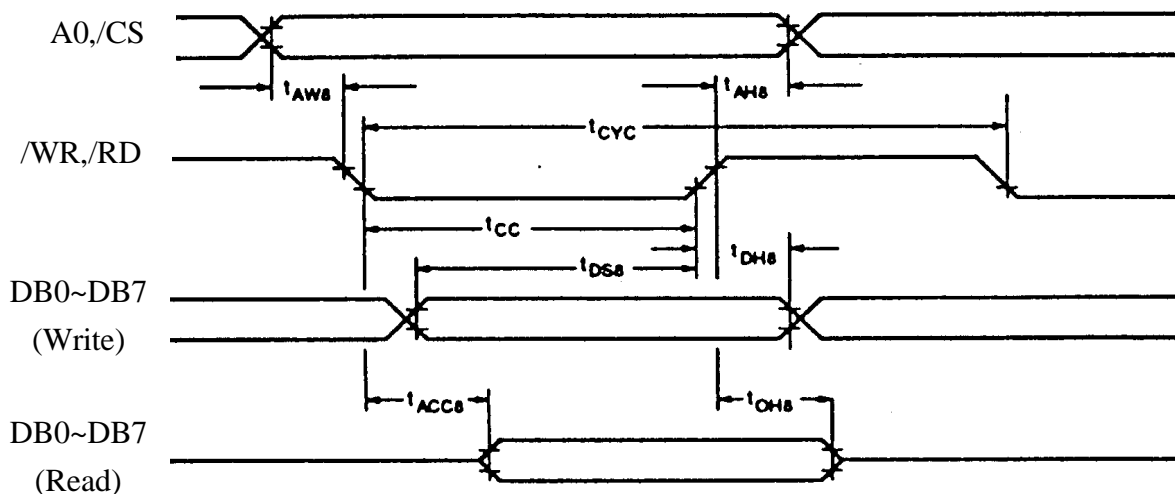 A0,/CS
tAW8
tAH8
tCYC
/WR,/RD
tCC
tDS8
tDH8
DB0~DB7
(Write)
tACC8
tOH8
DB0~DB7
(Read)